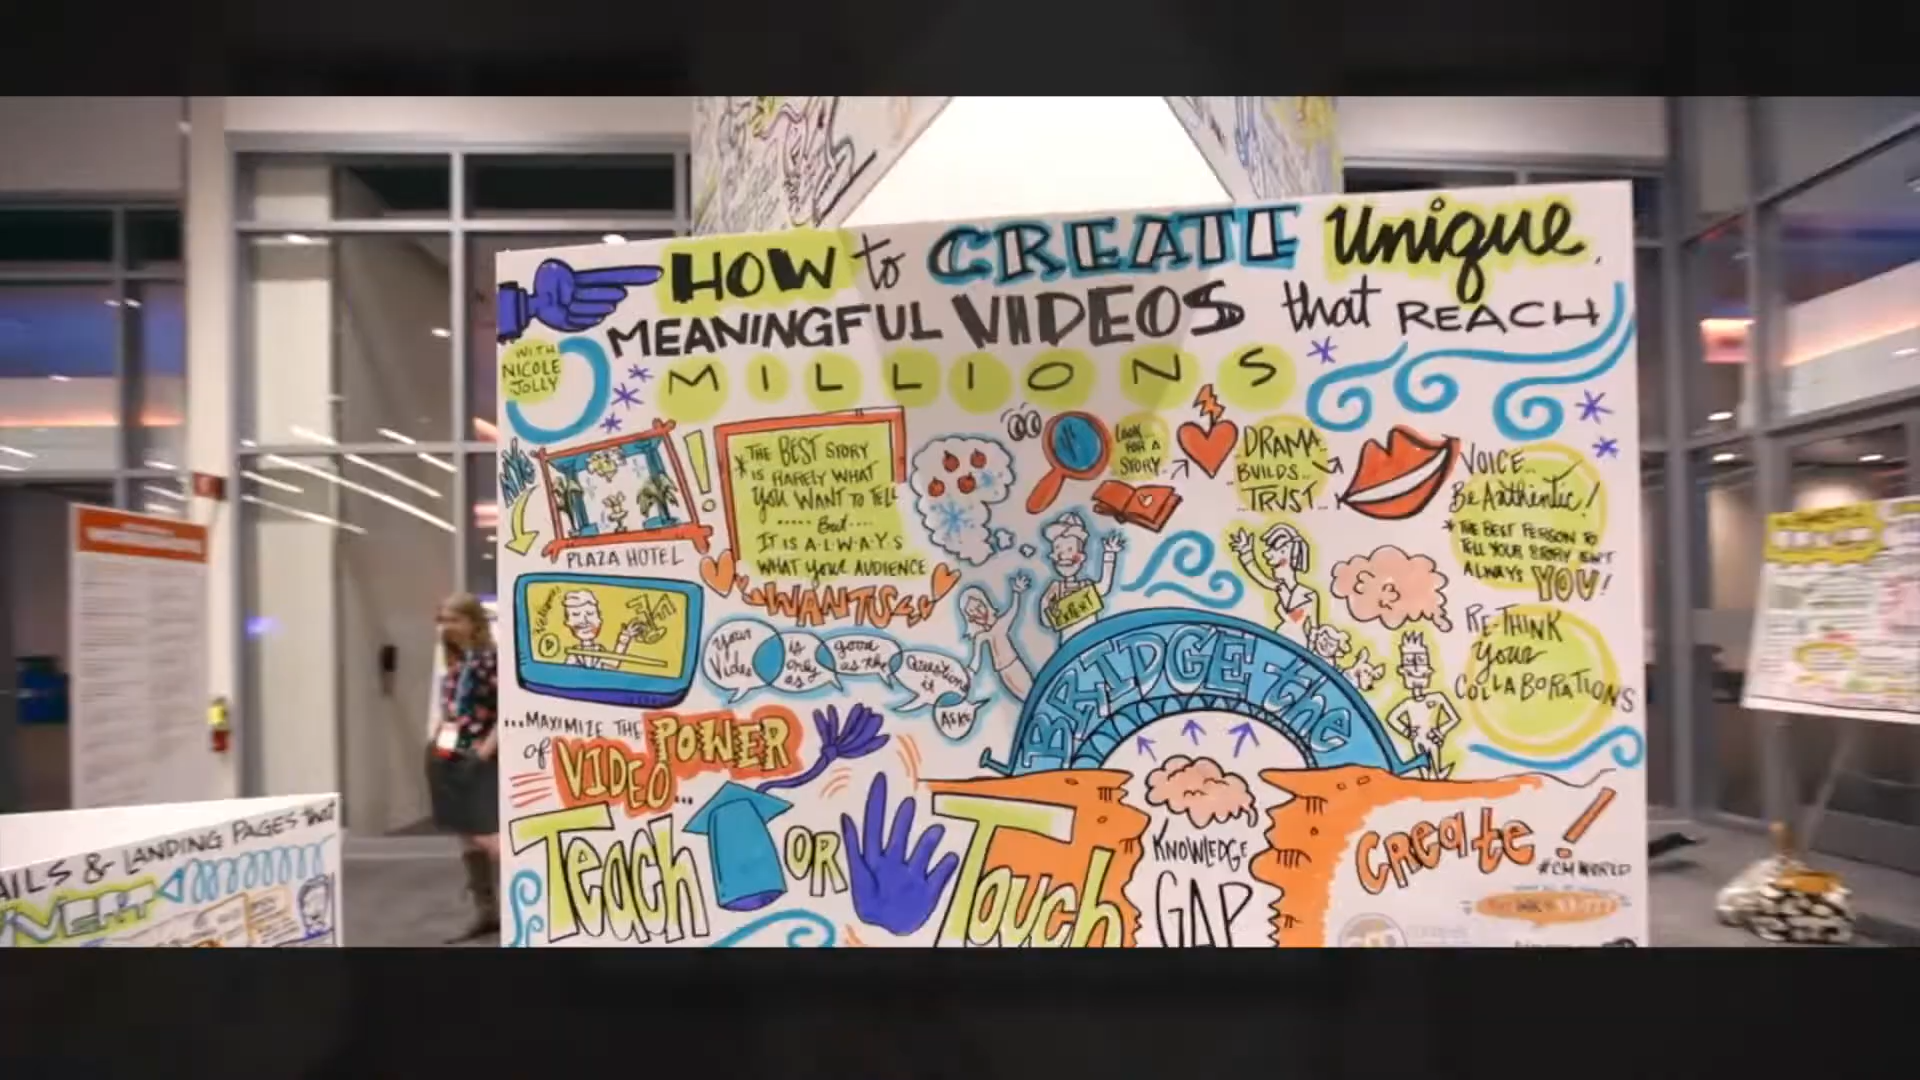 HOW to CREATE Unique
MEANINGFUL VIDEOS that REACH
MILLIONS
WITH
NICOLE
JOLLY
PLAZA HOTEL
* THE BEST STORY
IS RARELY WHAT
YOU WANT TO TELL
..... But ....
IT IS A·L·W·A·Y·S
WHAT YOUR AUDIENCE
WANTS
LOOK
FOR A
STORY
DRAMA
BUILDS...
...TRUST...
VOICE...
Be Authentic!
* THE BEST PERSON TO
TELL YOUR STORY ISN'T
ALWAYS YOU!
RE-THINK
Your
COLLABORATIONS
EXPERT
Your
Video
is
only
as
good
as the
Questions
it
Asks
BRIDGE the
KNOWLEDGE
GAP
...MAXIMIZE THE
of VIDEO POWER...
Teach OR Touch
Create!
#CMWORLD
AILS & LANDING PAGES that
NVERT